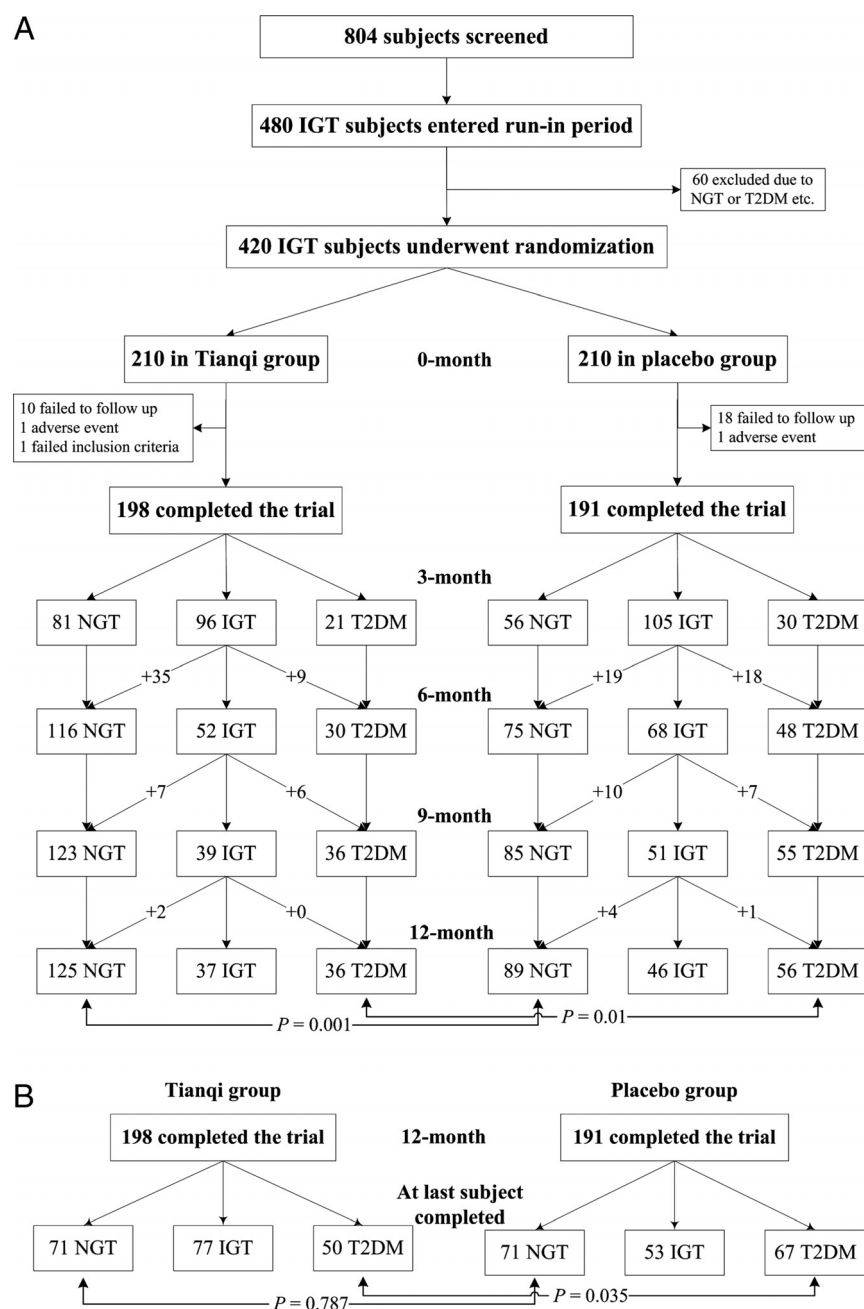 A
804 subjects screened
480 IGT subjects entered run-in period
60 excluded due to
NGT or T2DM etc.
420 IGT subjects underwent randomization
210 in Tianqi group
0-month
210 in placebo group
10 failed to follow up
1 adverse event
1 failed inclusion criteria
18 failed to follow up
1 adverse event
198 completed the trial
191 completed the trial
3-month
81 NGT
96 IGT
21 T2DM
56 NGT
105 IGT
30 T2DM
+35
+9
+19
+18
6-month
116 NGT
52 IGT
30 T2DM
75 NGT
68 IGT
48 T2DM
+7
+6
+10
+7
9-month
123 NGT
39 IGT
36 T2DM
85 NGT
51 IGT
55 T2DM
+2
+0
+4
+1
12-month
125 NGT
37 IGT
36 T2DM
89 NGT
46 IGT
56 T2DM
P = 0.001
P = 0.01
B
Tianqi group
Placebo group
198 completed the trial
12-month
191 completed the trial
At last subject
completed
71 NGT
77 IGT
50 T2DM
71 NGT
53 IGT
67 T2DM
P = 0.787
P = 0.035